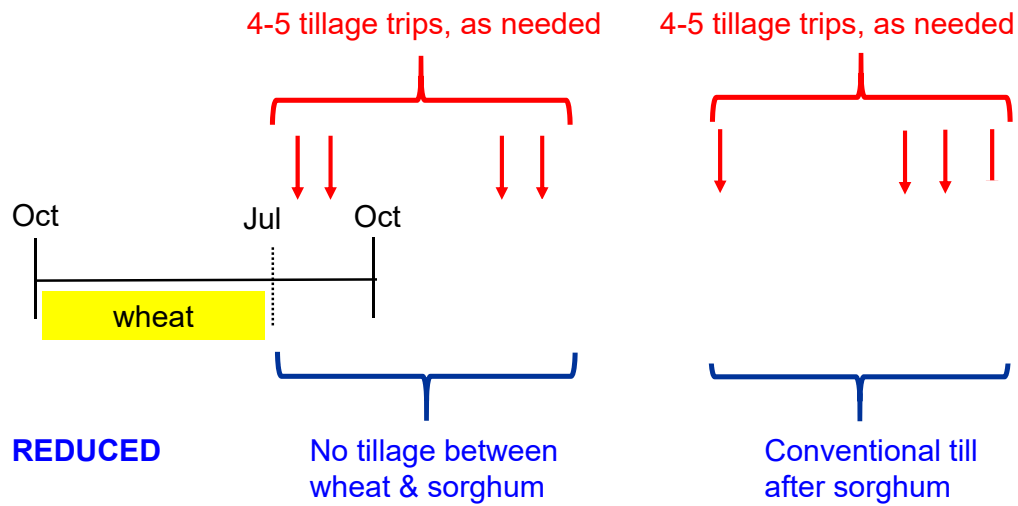 4-5 tillage trips, as needed
4-5 tillage trips, as needed
Oct
Jul
Oct
wheat
REDUCED
No tillage between
wheat & sorghum
Conventional till
after sorghum